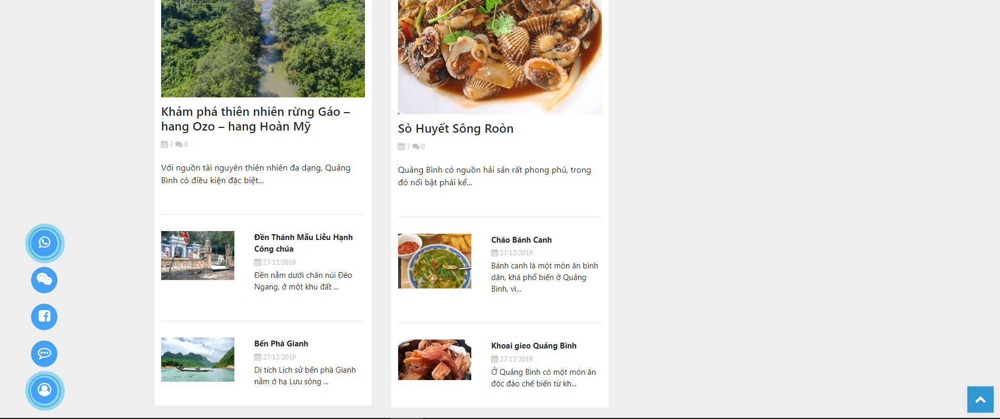 Khám phá thiên nhiên rừng Gáo –
hang Ozo – hang Hoàn Mỹ
7 0
Với nguồn tài nguyên thiên nhiên đa dạng, Quảng
Bình có điều kiện đặc biệt...
Đền Thánh Mẫu Liễu Hạnh
Công chúa
27/12/2019
Đền nằm dưới chân núi Đèo
Ngang, ở một khu đất ...
Bến Phà Gianh
27/12/2019
Di tích Lịch sử bến phà Gianh
nằm ở hạ Lưu sông ...
Sò Huyết Sông Roòn
7 0
Quảng Bình có nguồn hải sản rất phong phú, trong
đó nổi bật phải kể...
Cháo Bánh Canh
27/12/2019
Bánh canh là một món ăn bình
dân, khá phổ biến ở Quảng
Bình, vì...
Khoai gieo Quảng Bình
27/12/2019
Ở Quảng Bình có một món ăn
độc đáo chế biến từ kh...